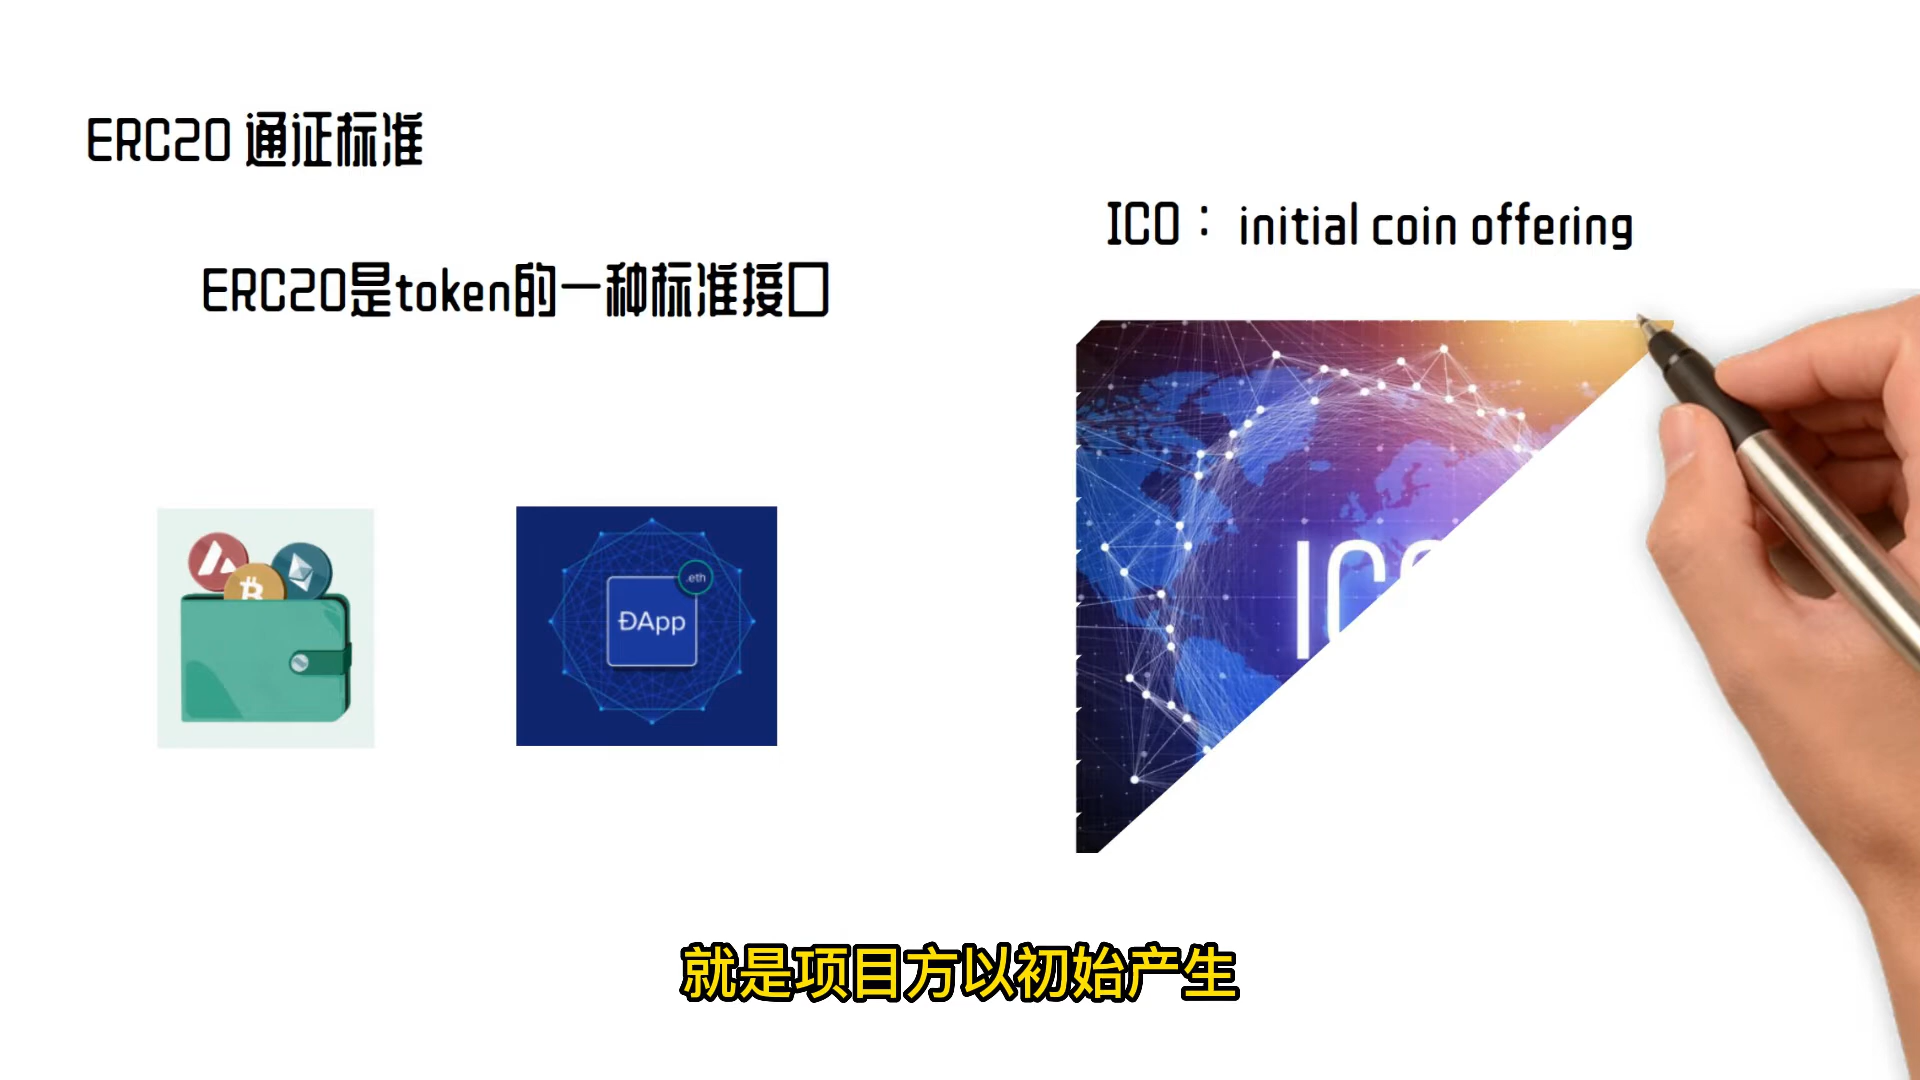 ERC20 通证标准
ERC20是token的一种标准接口
ICO： initial coin offering
.eth
ÐApp
IC
就是项目方以初始产生